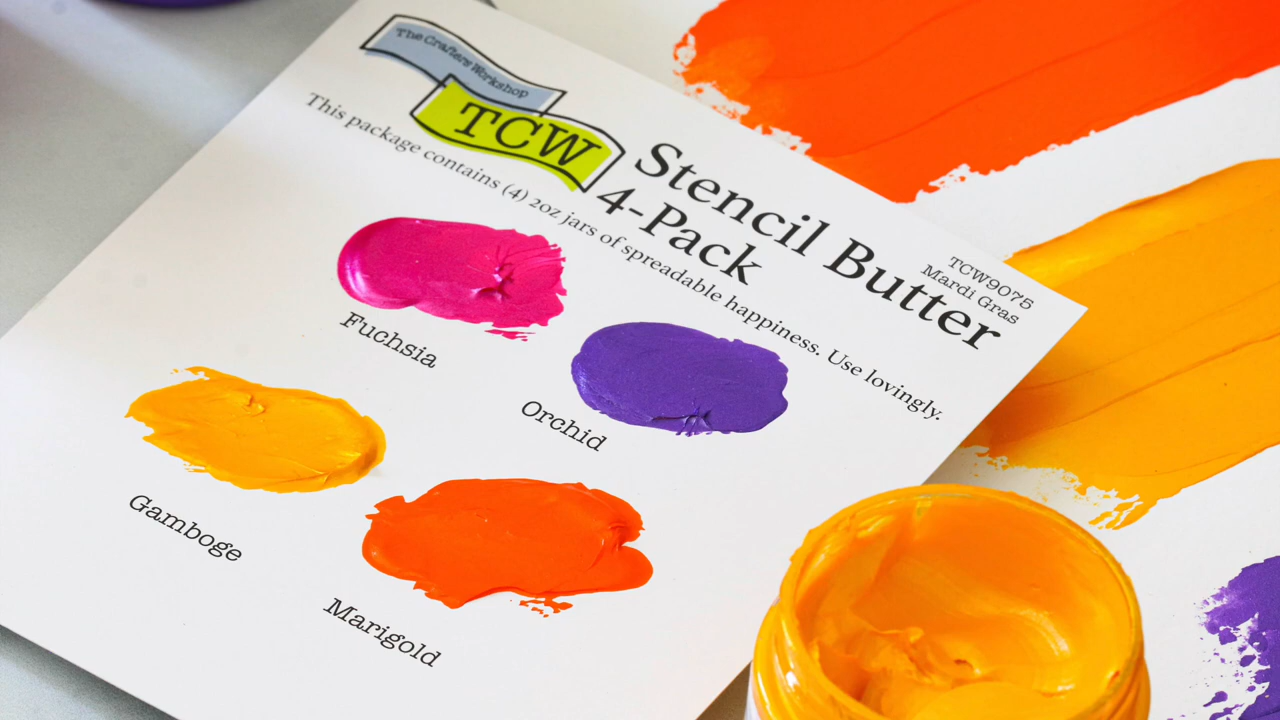 The Crafters Workshop
TCW
Stencil Butter
4-Pack
TCW9075
Mardi Gras
This package contains (4) 2oz jars of spreadable happiness. Use lovingly.
Fuchsia
Orchid
Gamboge
Marigold